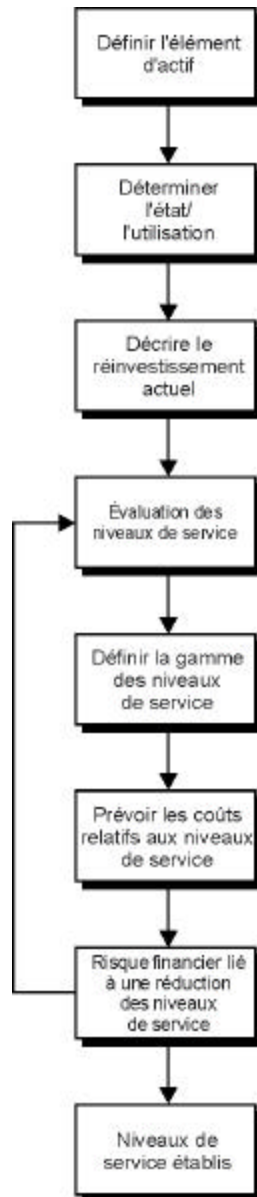 Définir l'élément
d'actif
Déterminer
l'état/
l'utilisation
Décrire le
réinvestissement
actuel
Évaluation des
niveaux de service
Définir la gamme
des niveaux
de service
Prévoir les coûts
relatifs aux niveaux
de service
Risque financier lié
à une réduction
des niveaux
de service
Niveaux de
service établis